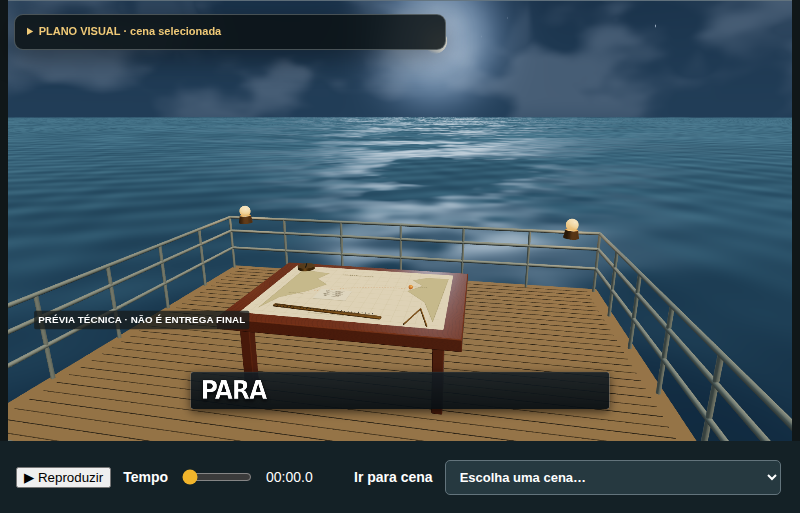 ▶ PLANO VISUAL · cena selecionada
PRÉVIA TÉCNICA · NÃO É ENTREGA FINAL
PARA
▶ Reproduzir Tempo 00:00.0 Ir para cena Escolha uma cena...